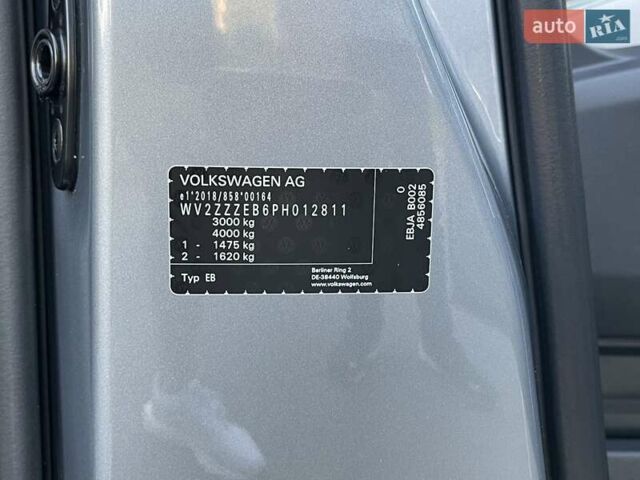 auto RIA
.com
VOLKSWAGEN AG
e1*2018/858*00164
WV2ZZZEB6PH012811
3000 kg
4000 kg
1 - 1475 kg
2 - 1620 kg
Typ EB
Berliner Ring 2
DE-38440 Wolfsburg
www.volkswagen.com
0
EBJA B002
4856085